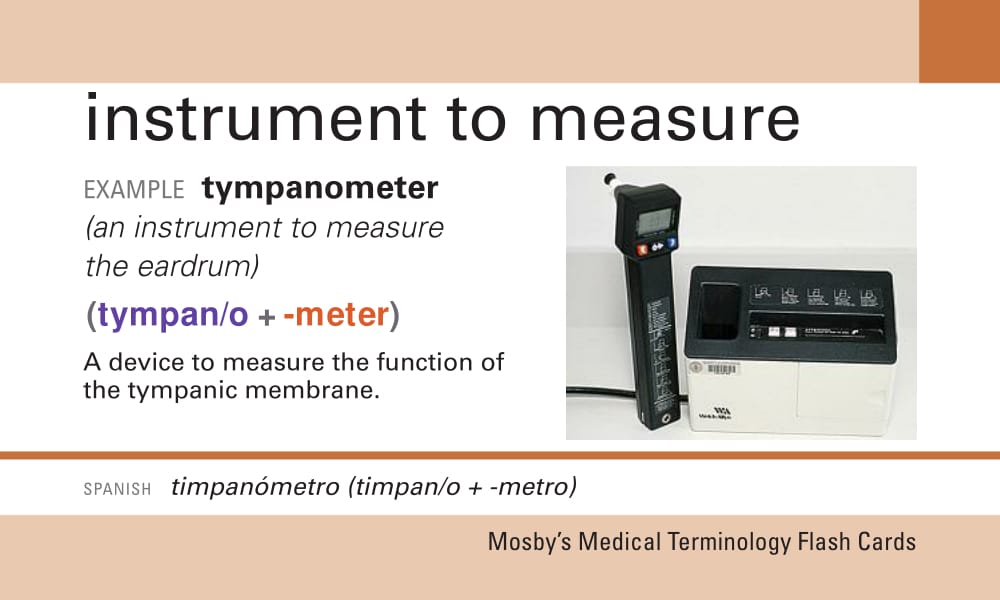 instrument to measure
EXAMPLE tympanometer
(an instrument to measure
the eardrum)
(tympan/o + -meter)
A device to measure the function of
the tympanic membrane.
SPANISH timpanómetro (timpan/o + -metro)
Mosby's Medical Terminology Flash Cards